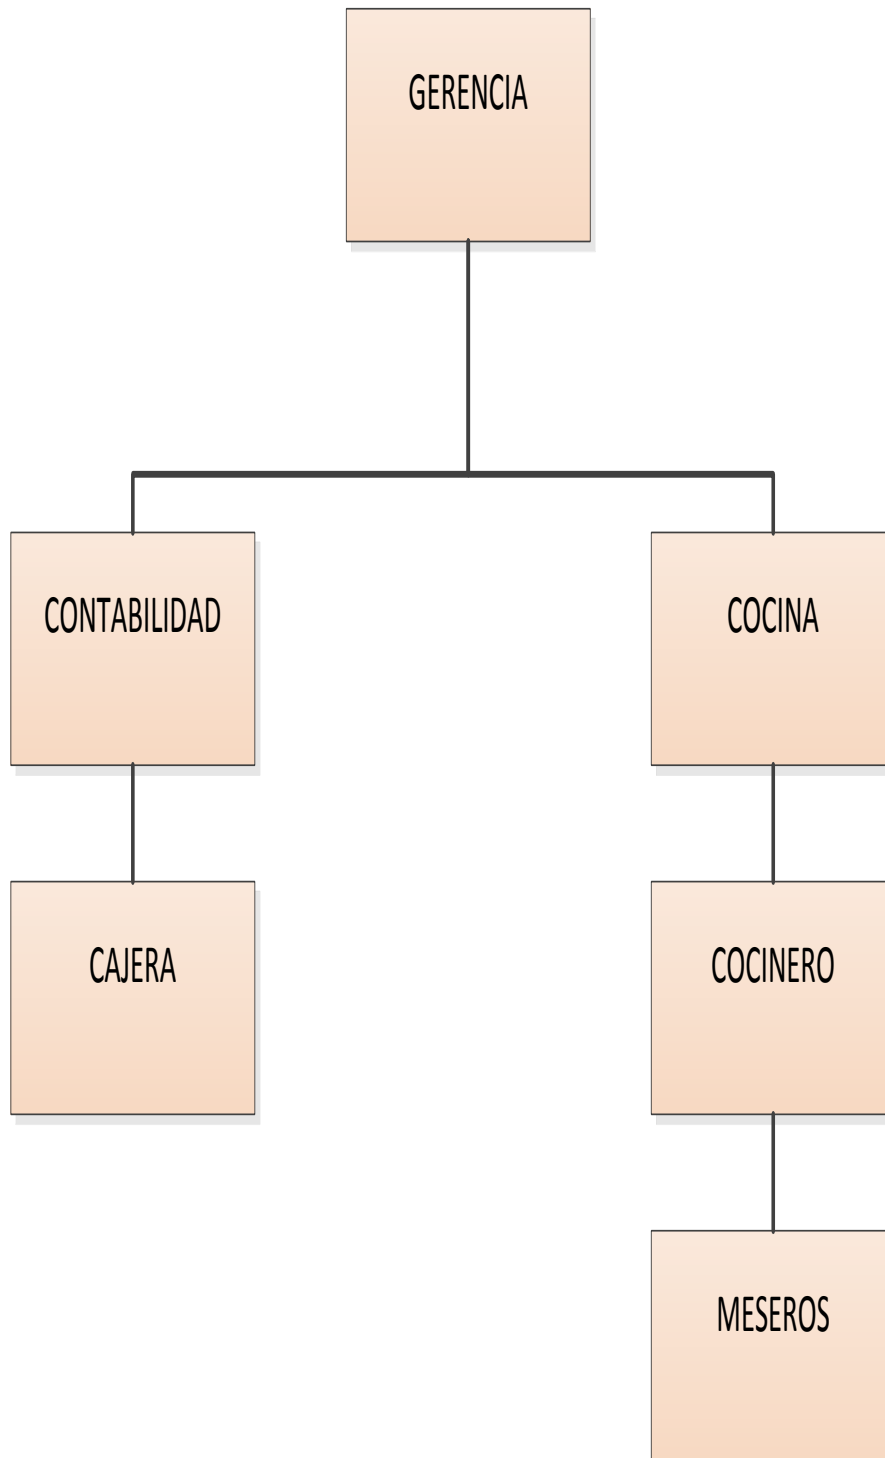 GERENCIA
CONTABILIDAD
COCINA
CAJERA
COCINERO
MESEROS